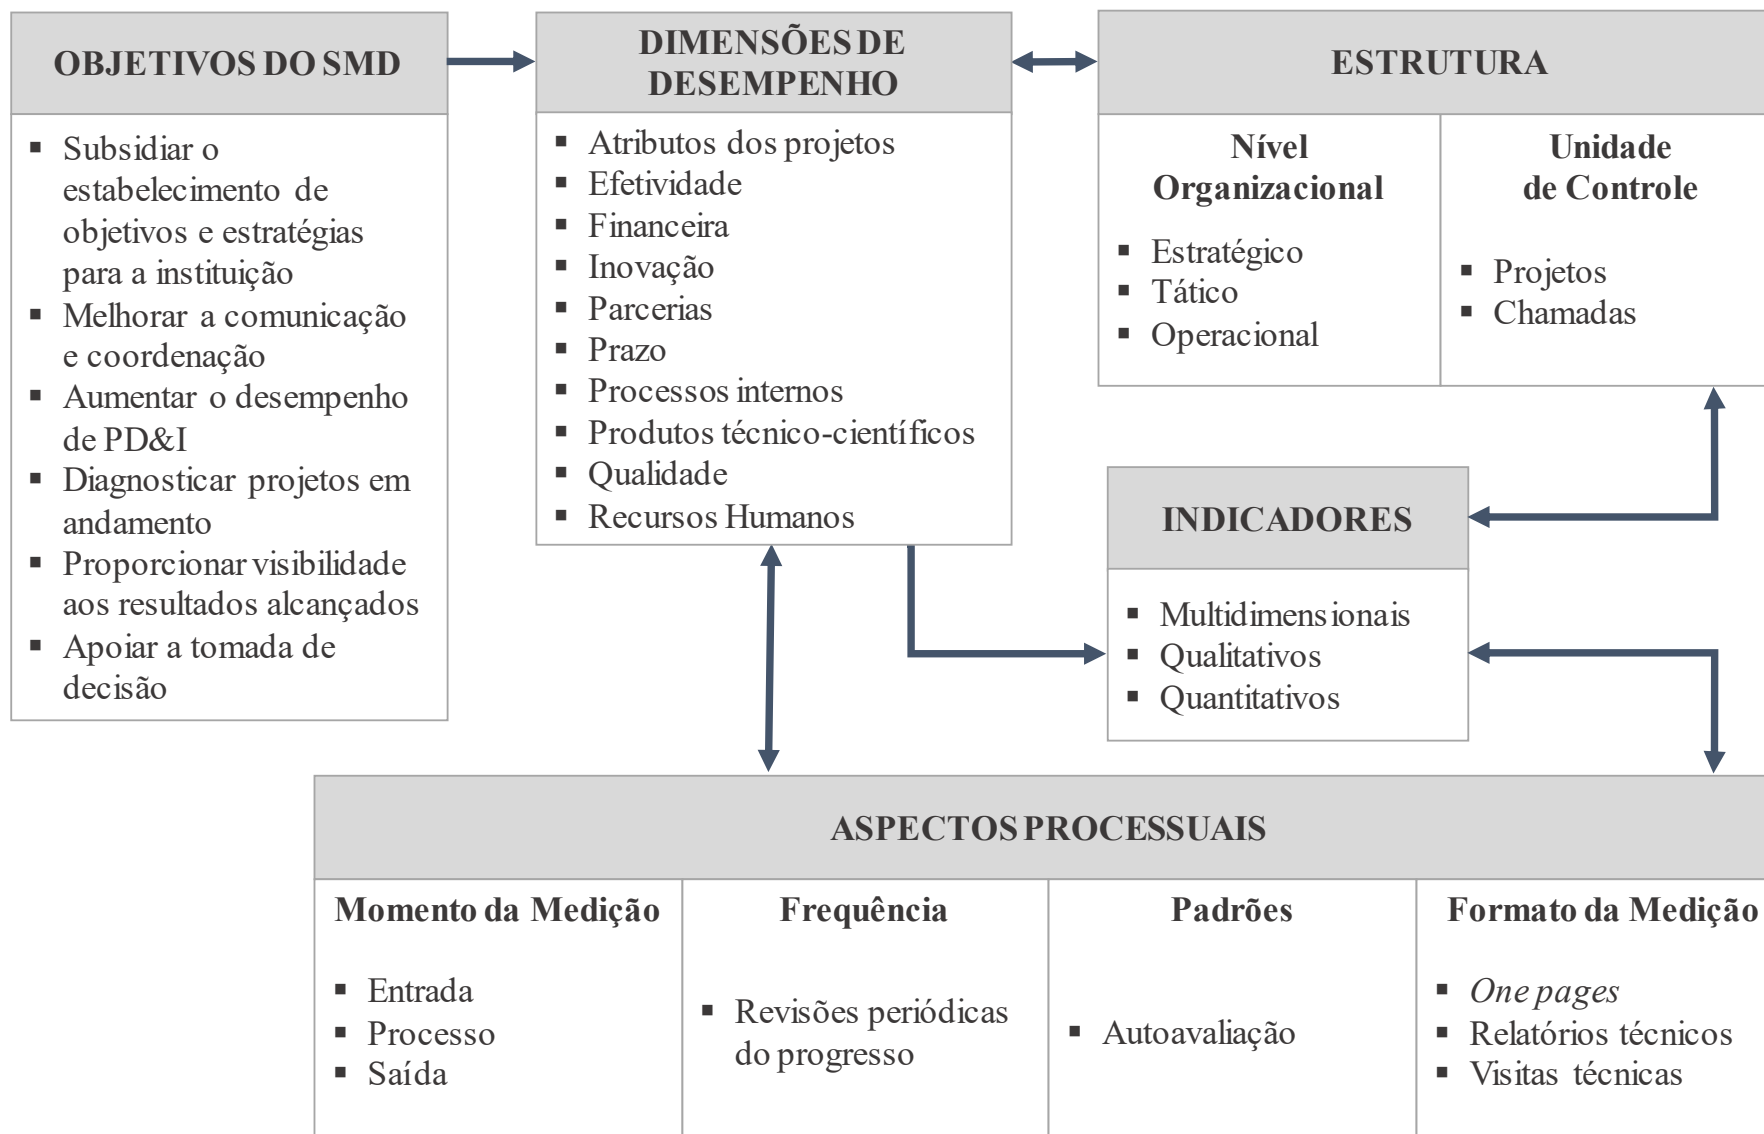 OBJETIVOS DO SMD
Subsidiar o
estabelecimento de
objetivos e estratégias
para a instituição
Melhorar a comunicação
e coordenação
Aumentar o desempenho
de PD&I
Diagnosticar projetos em
andamento
Proporcionar visibilidade
aos resultados alcançados
Apoiar a tomada de
decisão
DIMENSÕES DE
DESEMPENHO
Atributos dos projetos
Efetividade
Financeira
Inovação
Parcerias
Prazo
Processos internos
Produtos técnico-científicos
Qualidade
Recursos Humanos
ESTRUTURA
Nível
Organizacional
Estratégico
Tático
Operacional
Unidade
de Controle
Projetos
Chamadas
INDICADORES
Multidimensionais
Qualitativos
Quantitativos
ASPECTOS PROCESSUAIS
Momento da Medição
Entrada
Processo
Saída
Frequência
Revisões periódicas
do progresso
Padrões
Autoavaliação
Formato da Medição
One pages
Relatórios técnicos
Visitas técnicas